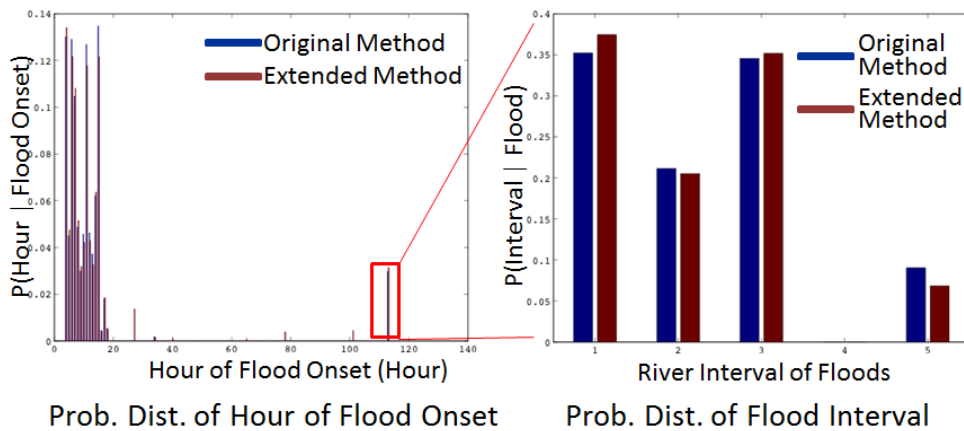 0.14
0.12
0.1
0.08
0.06
0.04
0.02
0
0 20 40 60 80 100 120 140
P(Hour | Flood Onset)
Original Method
Extended Method
Hour of Flood Onset (Hour)
Prob. Dist. of Hour of Flood Onset
0.4
0.35
0.3
0.25
0.2
0.15
0.1
0.05
0
1 2 3 4 5
P(Interval | Flood)
Original
Method
Extended
Method
River Interval of Floods
Prob. Dist. of Flood Interval